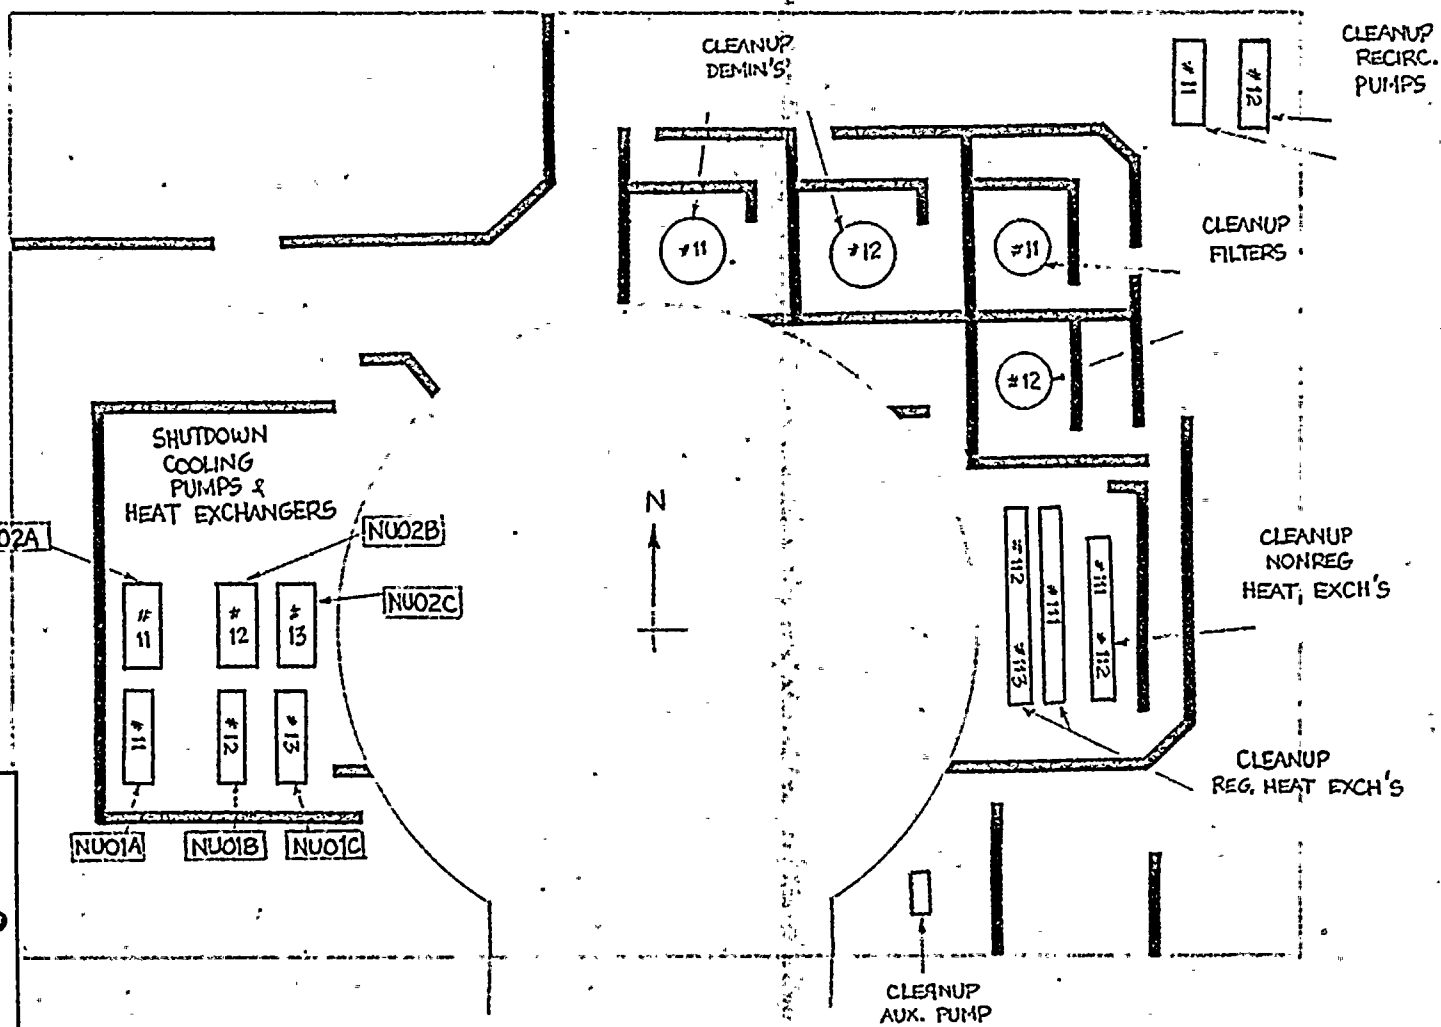 CLEANUP
DEMIN'S
CLEANUP
RECIRC.
PUMPS
#11
#12
#11
#12
#11
CLEANUP
FILTERS
#12
SHUTDOWN
COOLING
PUMPS &
HEAT EXCHANGERS
N
02A
NU02B
NU02C
#
11
#
12
#
13
#11
#12
#13
NU01A
NU01B
NU01C
#112
#113
#111
#111
#112
CLEANUP
NONREG
HEAT EXCH'S
CLEANUP
REG. HEAT EXCH'S
CLEANUP
AUX. PUMP